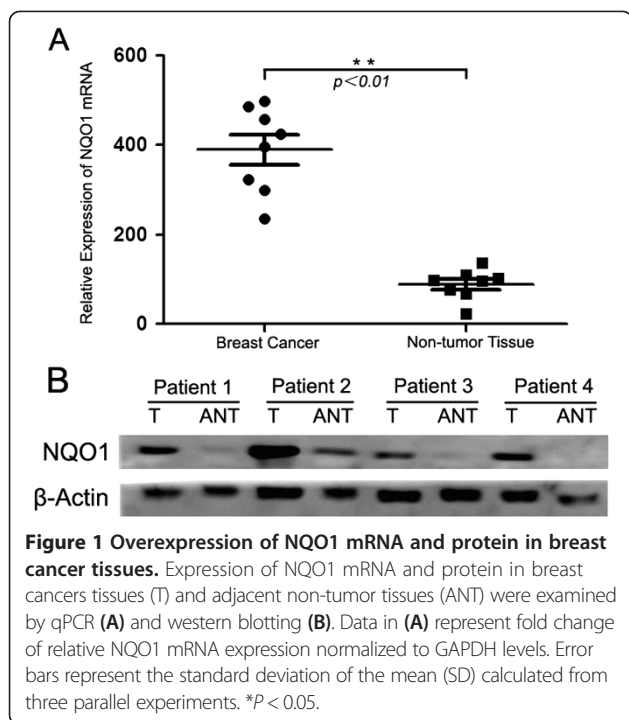 A
Relative Expression of NQO1 mRNA
600
400
200
0
**
p<0.01
Breast Cancer
Non-tumor Tissue
B
Patient 1 Patient 2 Patient 3 Patient 4
T ANT T ANT T ANT T ANT
NQO1
β-Actin
Figure 1 Overexpression of NQO1 mRNA and protein in breast
cancer tissues. Expression of NQO1 mRNA and protein in breast
cancers tissues (T) and adjacent non-tumor tissues (ANT) were examined
by qPCR (A) and western blotting (B). Data in (A) represent fold change
of relative NQO1 mRNA expression normalized to GAPDH levels. Error
bars represent the standard deviation of the mean (SD) calculated from
three parallel experiments. *P < 0.05.